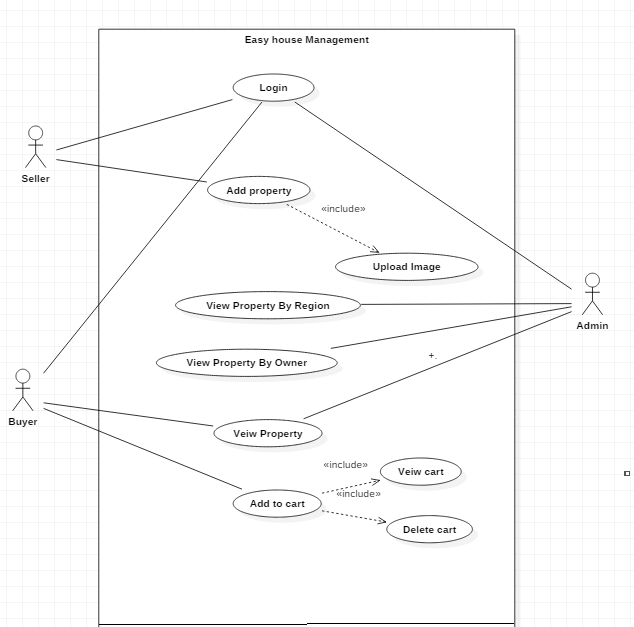 Easy house Management
Login
Seller
Add property
«include»
Upload Image
View Property By Region
Admin
View Property By Owner
+.
Buyer
Veiw Property
«include»
Veiw cart
«include»
Add to cart
Delete cart